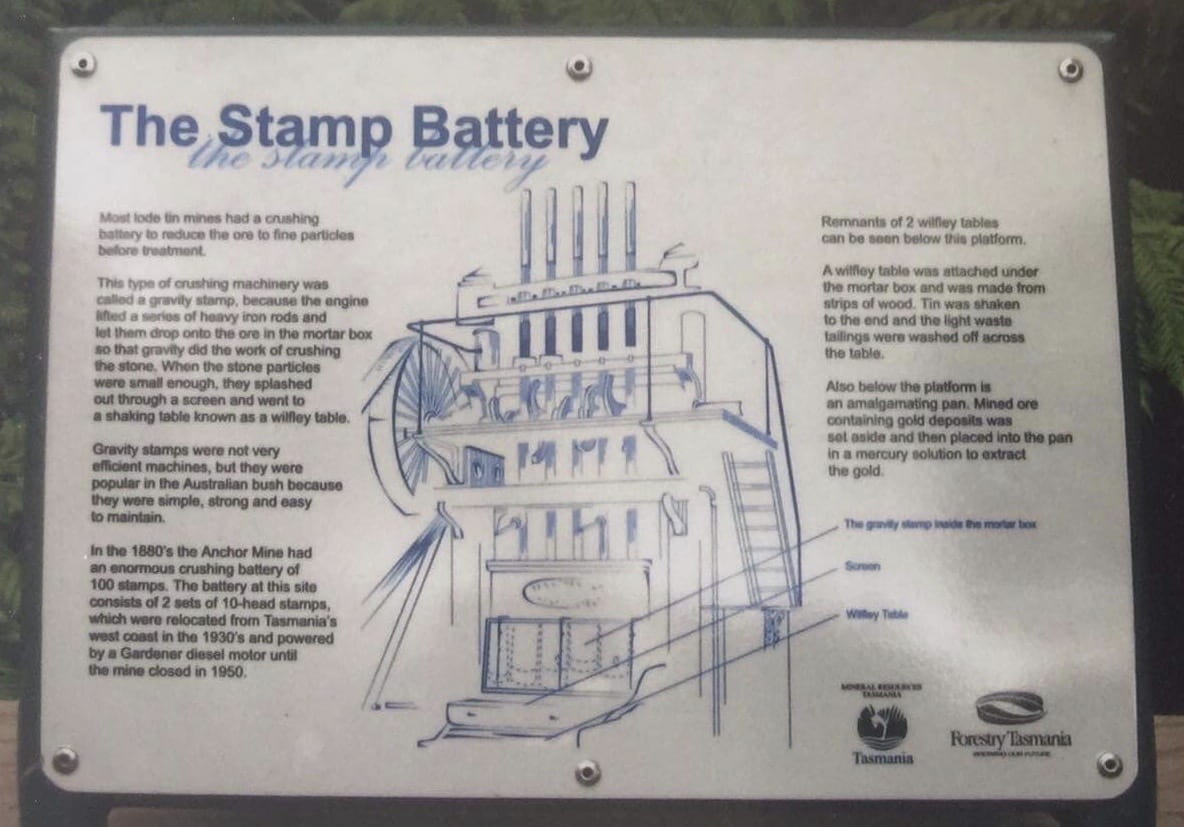 The Stamp Battery
the stamp battery
Most lode tin mines had a crushing
battery to reduce the ore to fine particles
before treatment.
This type of crushing machinery was
called a gravity stamp, because the engine
lifted a series of heavy iron rods and
let them drop onto the ore in the mortar box
so that gravity did the work of crushing
the stone. When the stone particles
were small enough, they splashed
out through a screen and went to
a shaking table known as a wilfley table.
Gravity stamps were not very
efficient machines, but they were
popular in the Australian bush because
they were simple, strong and easy
to maintain.
In the 1880's the Anchor Mine had
an enormous crushing battery of
100 stamps. The battery at this site
consists of 2 sets of 10-head stamps,
which were relocated from Tasmania's
west coast in the 1930's and powered
by a Gardener diesel motor until
the mine closed in 1950.
Remnants of 2 wilfley tables
can be seen below this platform.
A wilfley table was attached under
the mortar box and was made from
strips of wood. Tin was shaken
to the end and the light waste
tailings were washed off across
the table.
Also below the platform is
an amalgamating pan. Mined ore
containing gold deposits was
set aside and then placed into the pan
in a mercury solution to extract
the gold.
The gravity stamp inside the mortar box
Screen
Wilfley Table
MINERAL RESOURCES
TASMANIA
Tasmania
Forestry Tasmania
GROWING OUR FUTURE